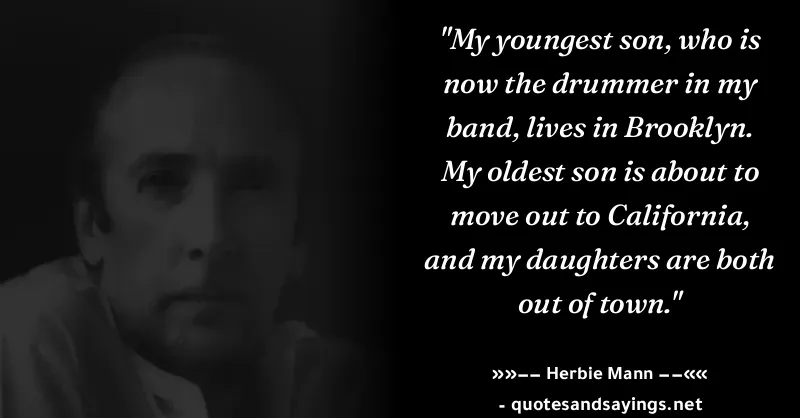 "My youngest son, who is
now the drummer in my
band, lives in Brooklyn.
My oldest son is about to
move out to California,
and my daughters are both
out of town."
»»–– Herbie Mann ––««
- quotesandsayings.net